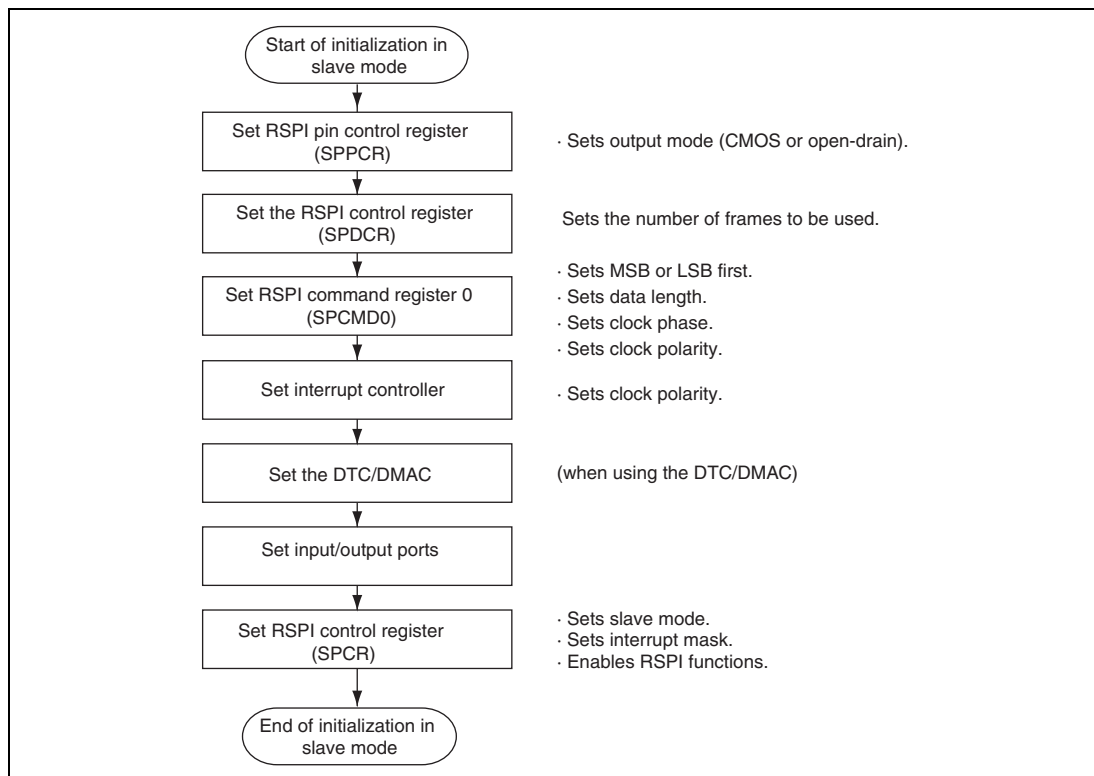 Start of initialization in
slave mode
Set RSPI pin control register
(SPPCR)
· Sets output mode (CMOS or open-drain).
Set the RSPI control register
(SPDCR)
Sets the number of frames to be used.
Set RSPI command register 0
(SPCMD0)
· Sets MSB or LSB first.
· Sets data length.
· Sets clock phase.
· Sets clock polarity.
Set interrupt controller
· Sets clock polarity.
Set the DTC/DMAC
(when using the DTC/DMAC)
Set input/output ports
Set RSPI control register
(SPCR)
· Sets slave mode.
· Sets interrupt mask.
· Enables RSPI functions.
End of initialization in
slave mode